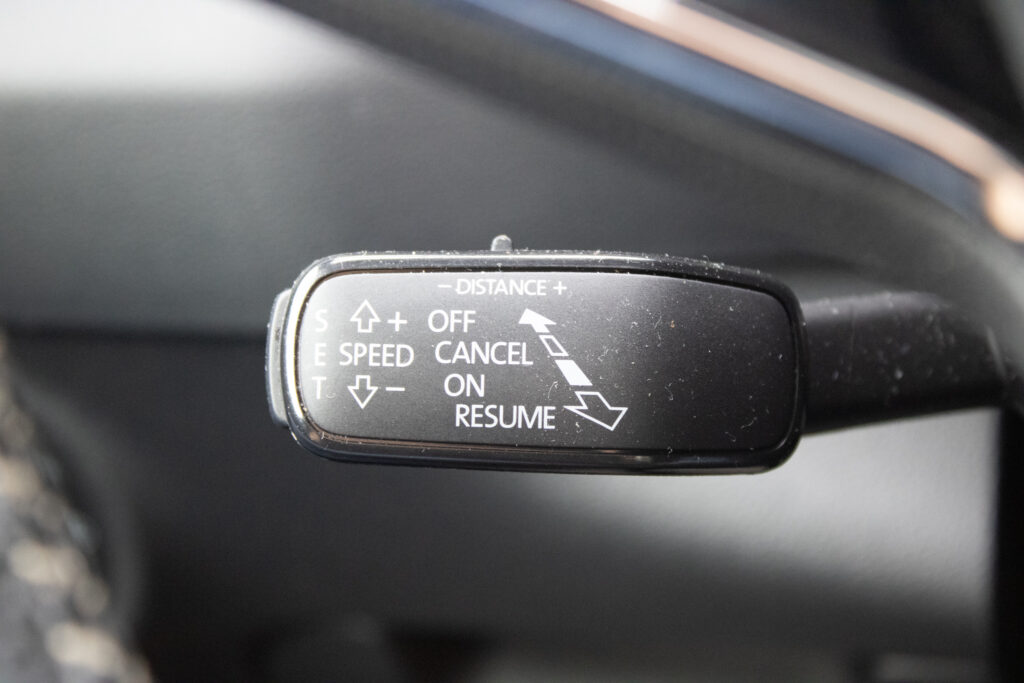 – DISTANCE +
S + OFF
E SPEED CANCEL
T – ON
RESUME